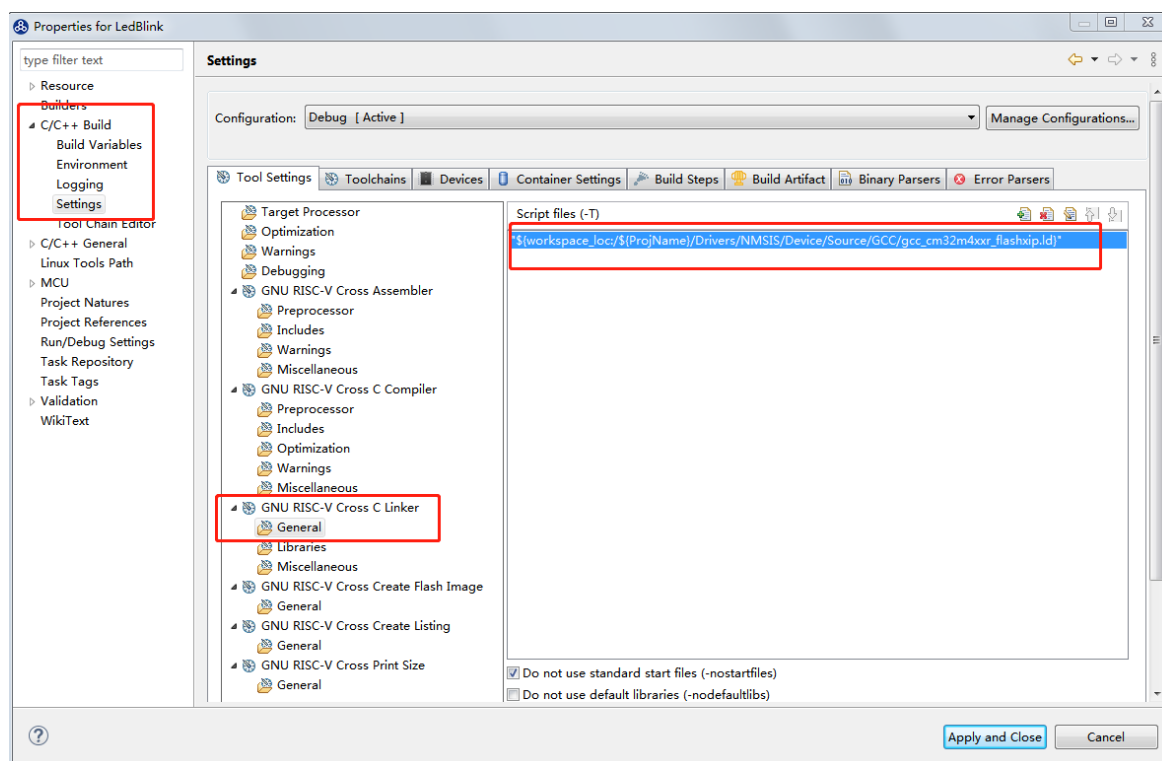 Properties for LedBlink
type filter text
Resource
Builders
C/C++ Build
Build Variables
Environment
Logging
Settings
Tool Chain Editor
C/C++ General
Linux Tools Path
MCU
Project Natures
Project References
Run/Debug Settings
Task Repository
Task Tags
Validation
WikiText
Settings
Configuration: Debug [ Active ] Manage Configurations...
Tool Settings Toolchains Devices Container Settings Build Steps Build Artifact Binary Parsers Error Parsers
Target Processor
Optimization
Warnings
Debugging
GNU RISC-V Cross Assembler
Preprocessor
Includes
Warnings
Miscellaneous
GNU RISC-V Cross C Compiler
Preprocessor
Includes
Optimization
Warnings
Miscellaneous
GNU RISC-V Cross C Linker
General
Libraries
Miscellaneous
GNU RISC-V Cross Create Flash Image
General
GNU RISC-V Cross Create Listing
General
GNU RISC-V Cross Print Size
General
Script files (-T)
"${workspace_loc:/${ProjName}/Drivers/NMSIS/Device/Source/GCC/gcc_cm32m4xxr_flashxip.ld}"
Do not use standard start files (-nostartfiles)
Do not use default libraries (-nodefaultlibs)
Apply and Close Cancel